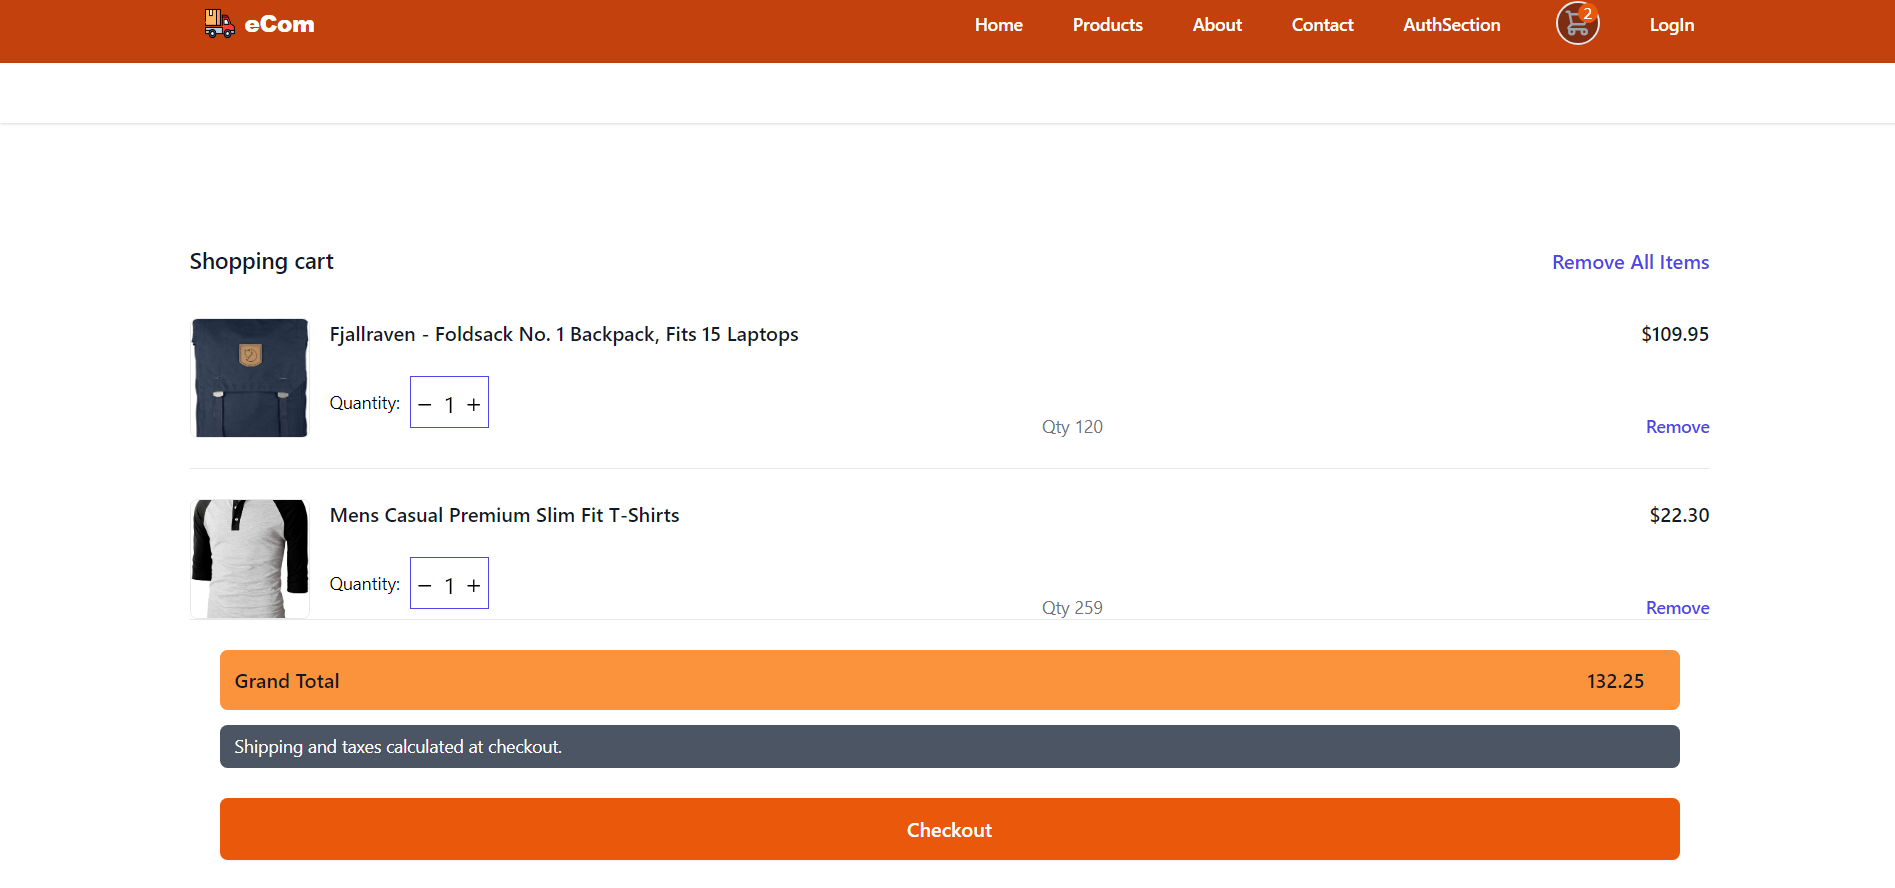 eCom Home Products About Contact AuthSection 2 LogIn
Shopping cart Remove All Items
Fjallraven - Foldsack No. 1 Backpack, Fits 15 Laptops $109.95
Quantity: − 1 +
Qty 120 Remove
Mens Casual Premium Slim Fit T-Shirts $22.30
Quantity: − 1 +
Qty 259 Remove
Grand Total 132.25
Shipping and taxes calculated at checkout.
Checkout